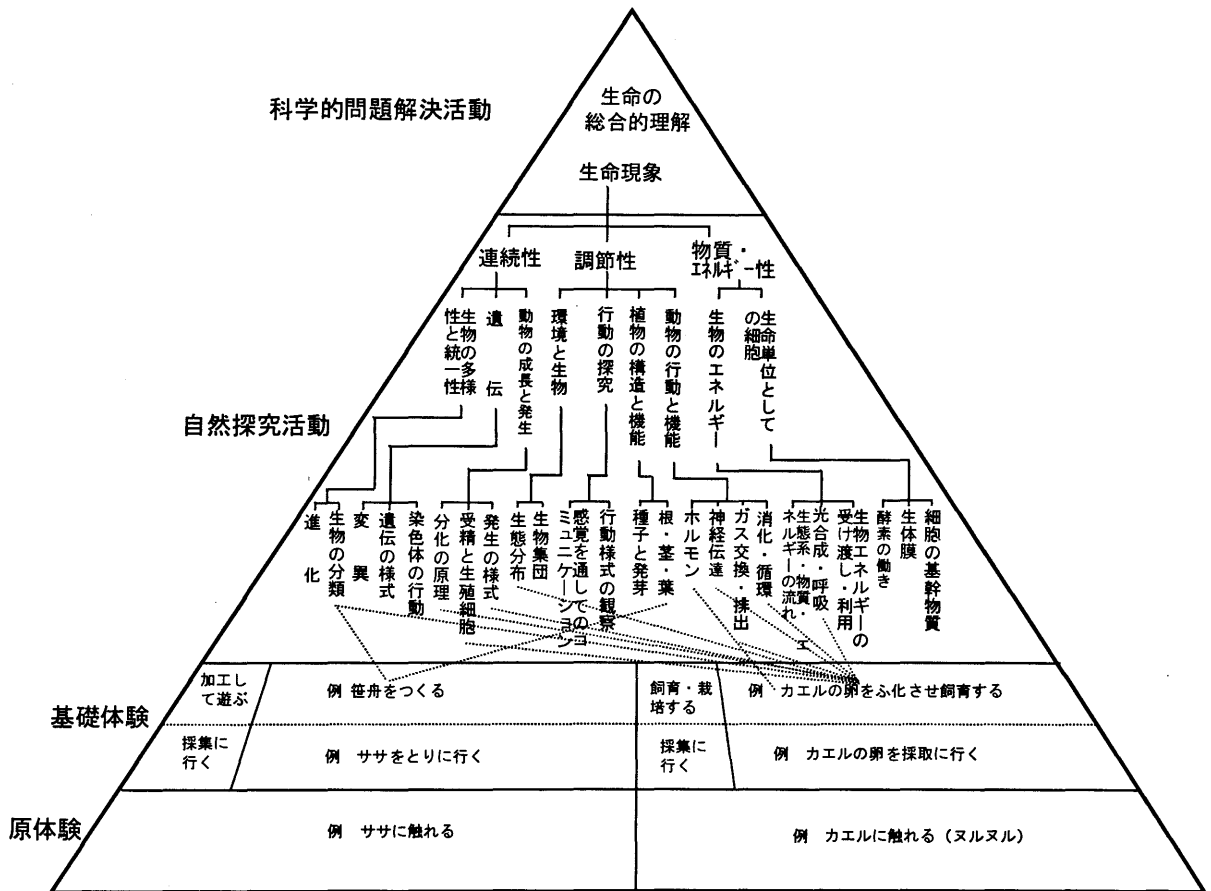 科学的問題解決活動
生命の
総合的理解
生命現象
連続性
調節性
物質・
エネルギー性
自然探究活動
生物の多様
性と統一性
遺伝
動物の成長と発生
環境と生物
行動の探究
植物の構造と機能
動物の行動と機能
生物のエネルギー
生命単位として
の細胞
進化
生物の分類
変異
遺伝の様式
染色体の行動
分化の原理
受精と生殖細胞
発生の様式
生態分布
生物集団
感覚を通してのコ
ミュニケーション
行動様式の観察
種子と発芽
根・茎・葉
ホルモン
神経伝達
ガス交換・排出
消化・循環
生態系・物質・エ
ネルギーの流れ
光合成・呼吸
生物エネルギーの
受け渡し・利用
酵素の働き
生体膜
細胞の基幹物質
基礎体験
加工し
て遊ぶ
例 笹舟をつくる
飼育・栽
培する
例 カエルの卵をふ化させ飼育する
採集に
行く
例 ササをとりに行く
採集に
行く
例 カエルの卵を採取に行く
原体験
例 ササに触れる
例 カエルに触れる（ヌルヌル）